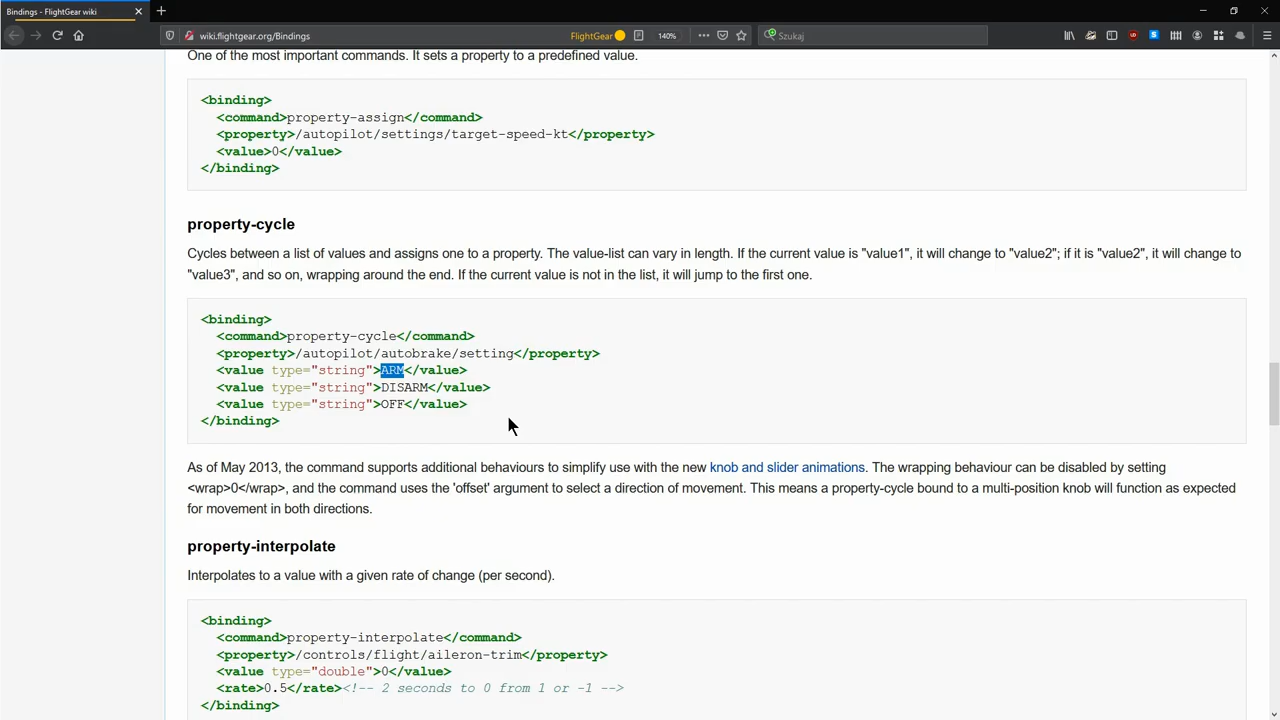 Bindings - FlightGear wiki
wiki.flightgear.org/Bindings
FlightGear
140%
Szukaj
One of the most important commands. It sets a property to a predefined value.
<binding>
<command>property-assign</command>
<property>/autopilot/settings/target-speed-kt</property>
<value>0</value>
</binding>
property-cycle
Cycles between a list of values and assigns one to a property. The value-list can vary in length. If the current value is "value1", it will change to "value2"; if it is "value2", it will change to
"value3", and so on, wrapping around the end. If the current value is not in the list, it will jump to the first one.
<binding>
<command>property-cycle</command>
<property>/autopilot/autobrake/setting</property>
<value type="string">ARM</value>
<value type="string">DISARM</value>
<value type="string">OFF</value>
</binding>
As of May 2013, the command supports additional behaviours to simplify use with the new knob and slider animations. The wrapping behaviour can be disabled by setting
<wrap>0</wrap>, and the command uses the 'offset' argument to select a direction of movement. This means a property-cycle bound to a multi-position knob will function as expected
for movement in both directions.
property-interpolate
Interpolates to a value with a given rate of change (per second).
<binding>
<command>property-interpolate</command>
<property>/controls/flight/aileron-trim</property>
<value type="double">0</value>
<rate>0.5</rate><!-- 2 seconds to 0 from 1 or -1 -->
</binding>